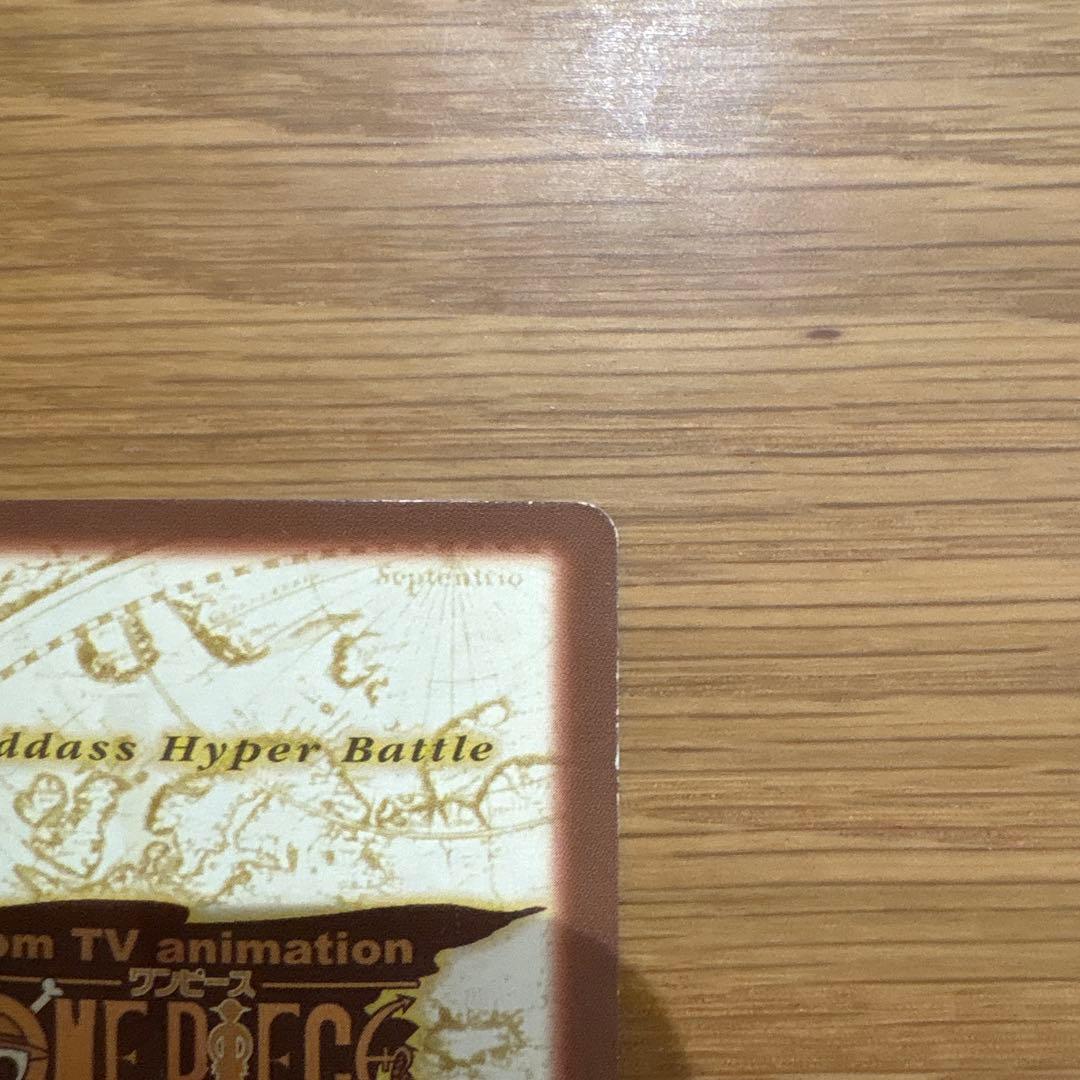 Septentrio
ddass Hyper Battle
om TV animation
ワンピース
ONE PIECE